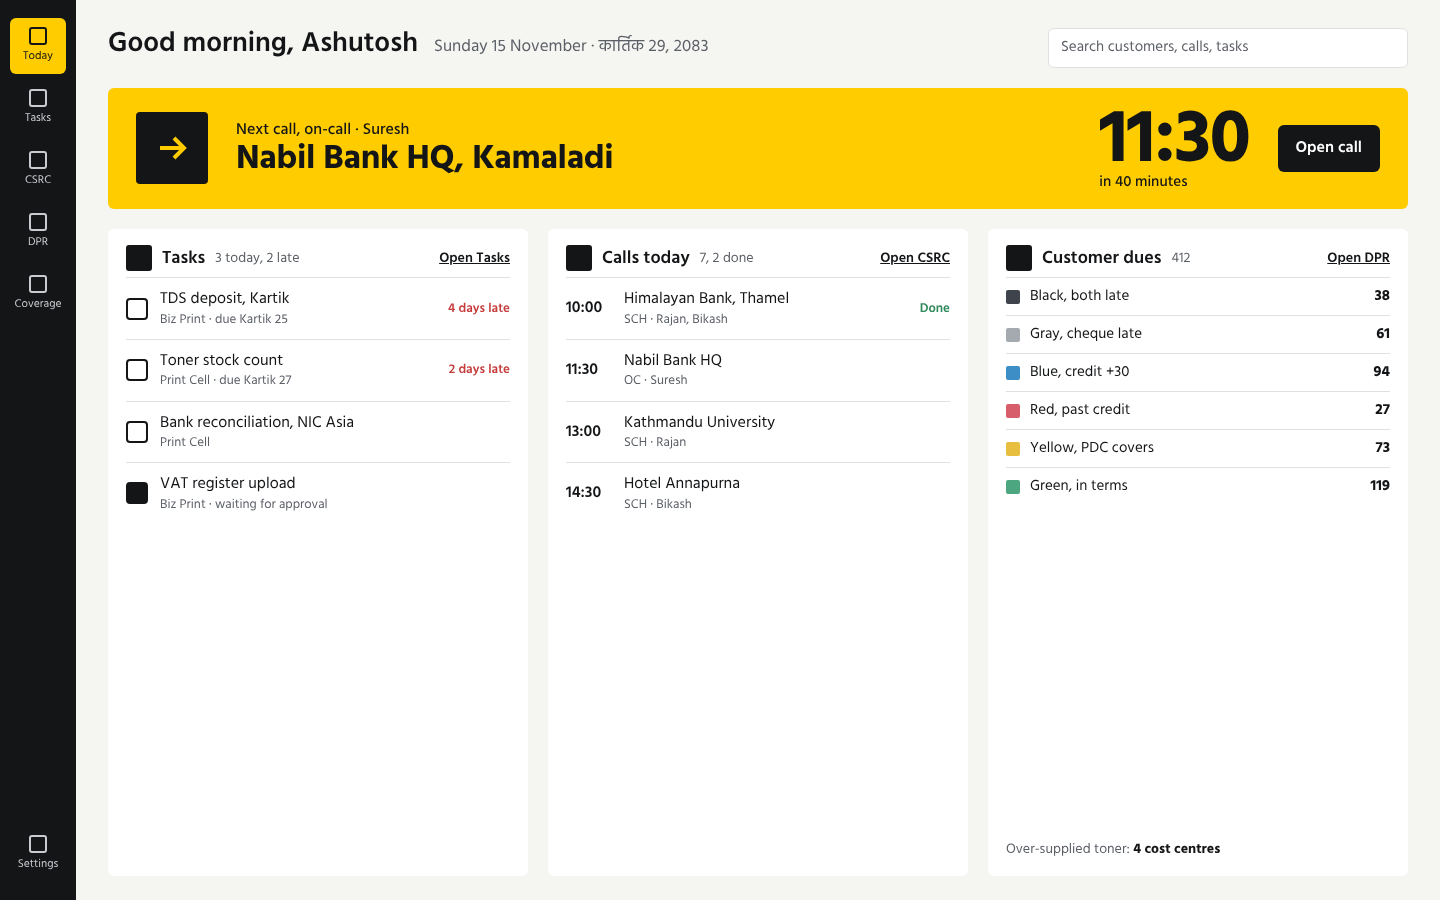 Today
Tasks
CSRC
DPR
Coverage
Settings
Good morning, Ashutosh
Sunday 15 November · कार्तिक 29, 2083
Search customers, calls, tasks
Next call, on-call · Suresh
Nabil Bank HQ, Kamaladi
11:30
in 40 minutes
Open call
Tasks 3 today, 2 late Open Tasks
TDS deposit, Kartik
Biz Print · due Kartik 25
4 days late
Toner stock count
Print Cell · due Kartik 27
2 days late
Bank reconciliation, NIC Asia
Print Cell
VAT register upload
Biz Print · waiting for approval
Calls today 7, 2 done Open CSRC
10:00
Himalayan Bank, Thamel
SCH · Rajan, Bikash
Done
11:30
Nabil Bank HQ
OC · Suresh
13:00
Kathmandu University
SCH · Rajan
14:30
Hotel Annapurna
SCH · Bikash
Customer dues 412 Open DPR
Black, both late 38
Gray, cheque late 61
Blue, credit +30 94
Red, past credit 27
Yellow, PDC covers 73
Green, in terms 119
Over-supplied toner: 4 cost centres